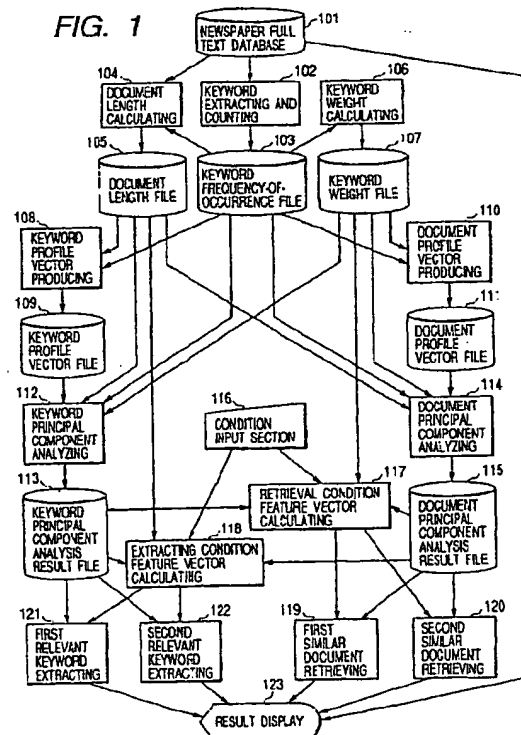 FIG. 1
101
NEWSPAPER FULL
TEXT DATABASE
104
DOCUMENT
LENGTH
CALCULATING
102
KEYWORD
EXTRACTING AND
COUNTING
106
KEYWORD
WEIGHT
CALCULATING
105
DOCUMENT
LENGTH FILE
103
KEYWORD
FREQUENCY-OF-
OCCURRENCE FILE
107
KEYWORD
WEIGHT FILE
108
KEYWORD
PROFILE
VECTOR
PRODUCING
110
DOCUMENT
PROFILE
VECTOR
PRODUCING
109
KEYWORD
PROFILE
VECTOR FILE
111
DOCUMENT
PROFILE
VECTOR FILE
112
KEYWORD
PRINCIPAL
COMPONENT
ANALYZING
116
CONDITION
INPUT SECTION
114
DOCUMENT
PRINCIPAL
COMPONENT
ANALYZING
113
KEYWORD
PRINCIPAL
COMPONENT
ANALYSIS
RESULT FILE
117
RETRIEVAL CONDITION
FEATURE VECTOR
CALCULATING
115
DOCUMENT
PRINCIPAL
COMPONENT
ANALYSIS
RESULT FILE
118
EXTRACTING CONDITION
FEATURE VECTOR
CALCULATING
121
FIRST
RELEVANT
KEYWORD
EXTRACTING
122
SECOND
RELEVANT
KEYWORD
EXTRACTING
119
FIRST
SIMILAR
DOCUMENT
RETRIEVING
120
SECOND
SIMILAR
DOCUMENT
RETRIEVING
123
RESULT DISPLAY